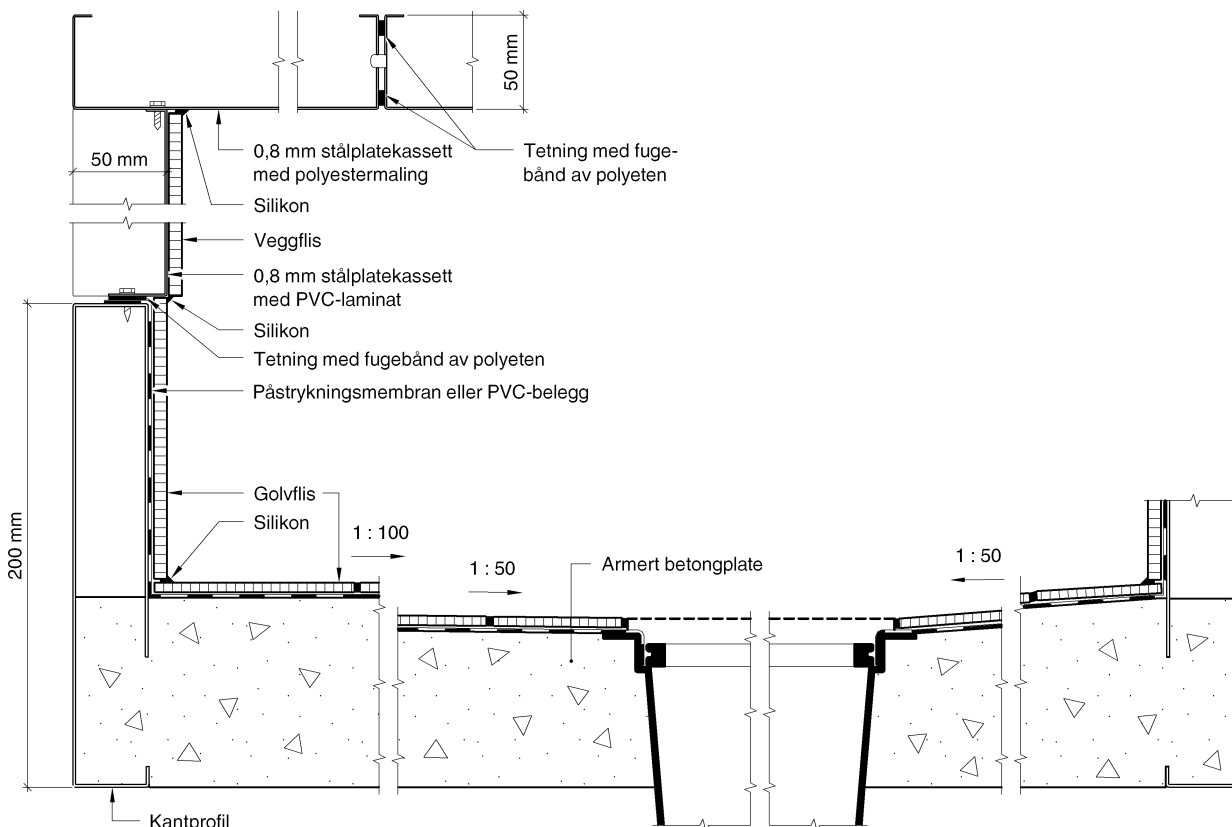 50 mm
50 mm
0,8 mm stålplatekassett
med polyestermaling
Tetning med fuge-
bånd av polyeten
Silikon
Veggflis
0,8 mm stålplatekassett
med PVC-laminat
Silikon
Tetning med fugebånd av polyeten
Påstrykningsmembran eller PVC-belegg
200 mm
Golvflis
Silikon
1 : 100
1 : 50
Armert betongplate
1 : 50
Kantprofil